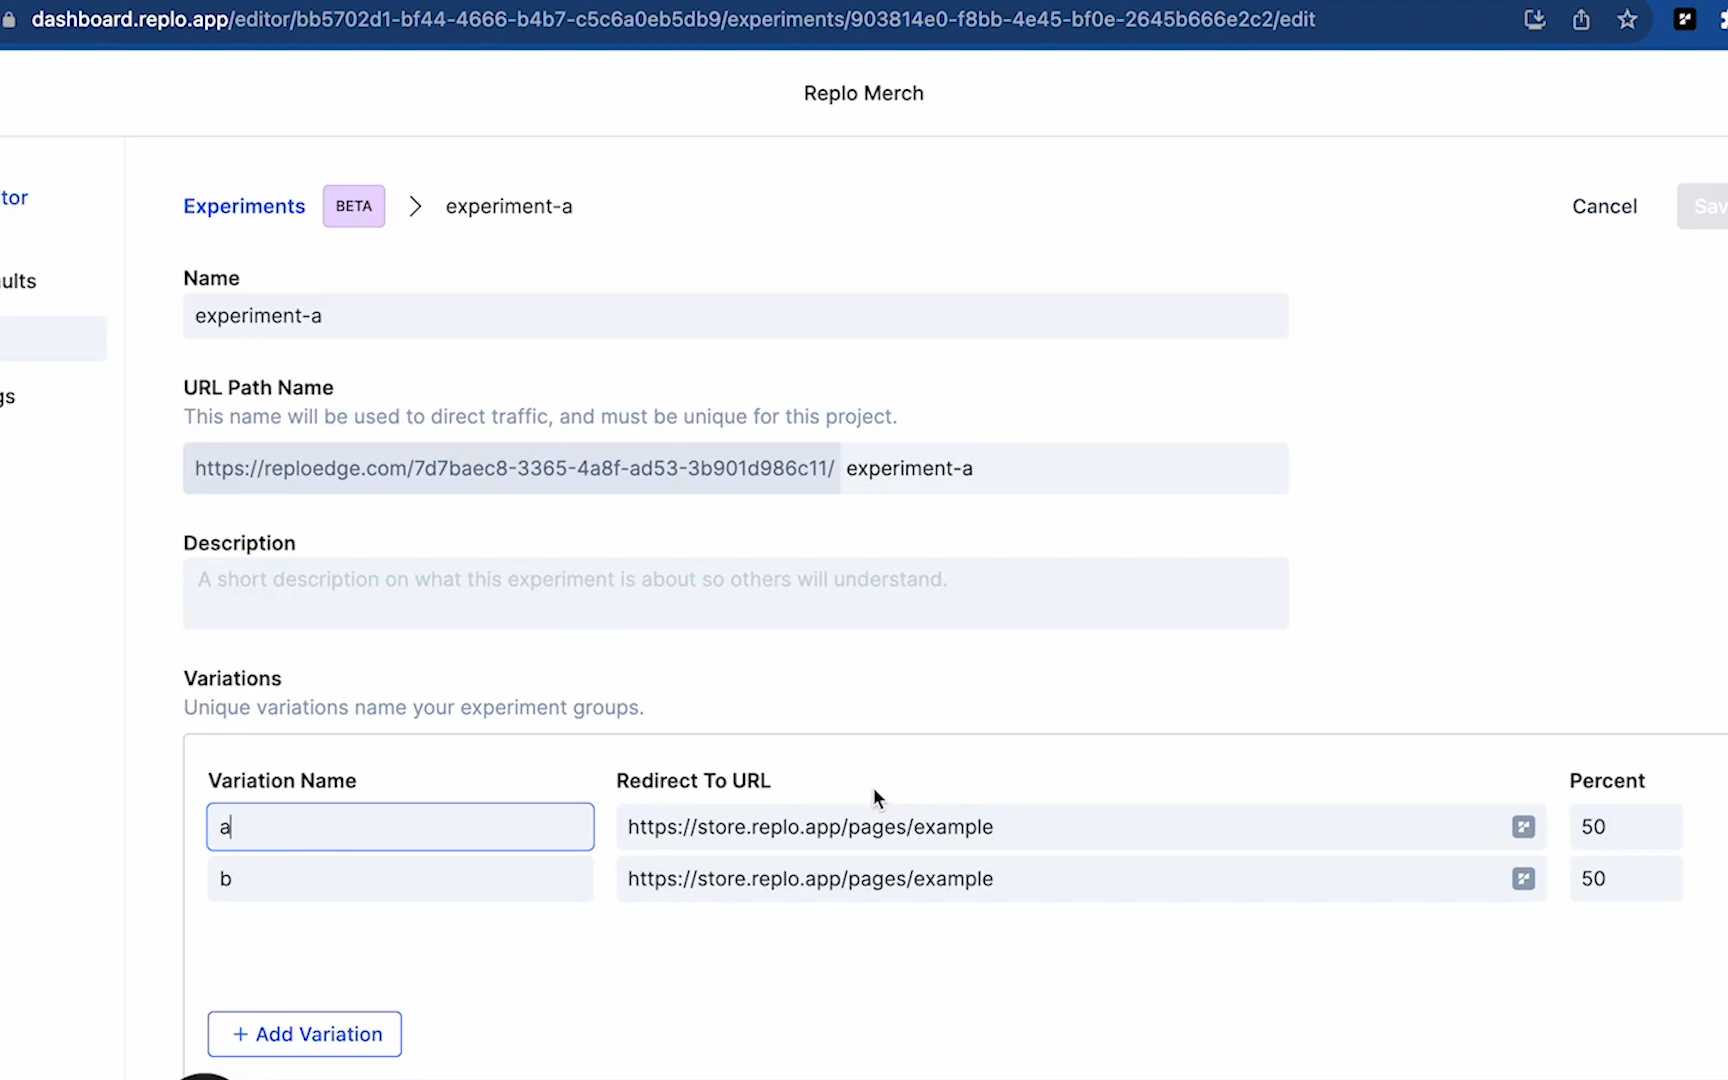 dashboard.replo.app/editor/bb5702d1-bf44-4666-b4b7-c5c6a0eb5db9/experiments/903814e0-f8bb-4e45-bf0e-2645b666e2c2/edit
Replo Merch
tor
Experiments BETA > experiment-a Cancel Sav
ults
Name
experiment-a
gs
URL Path Name
This name will be used to direct traffic, and must be unique for this project.
https://reploedge.com/7d7baec8-3365-4a8f-ad53-3b901d986c11/ experiment-a
Description
A short description on what this experiment is about so others will understand.
Variations
Unique variations name your experiment groups.
Variation Name Redirect To URL Percent
a https://store.replo.app/pages/example 50
b https://store.replo.app/pages/example 50
+ Add Variation